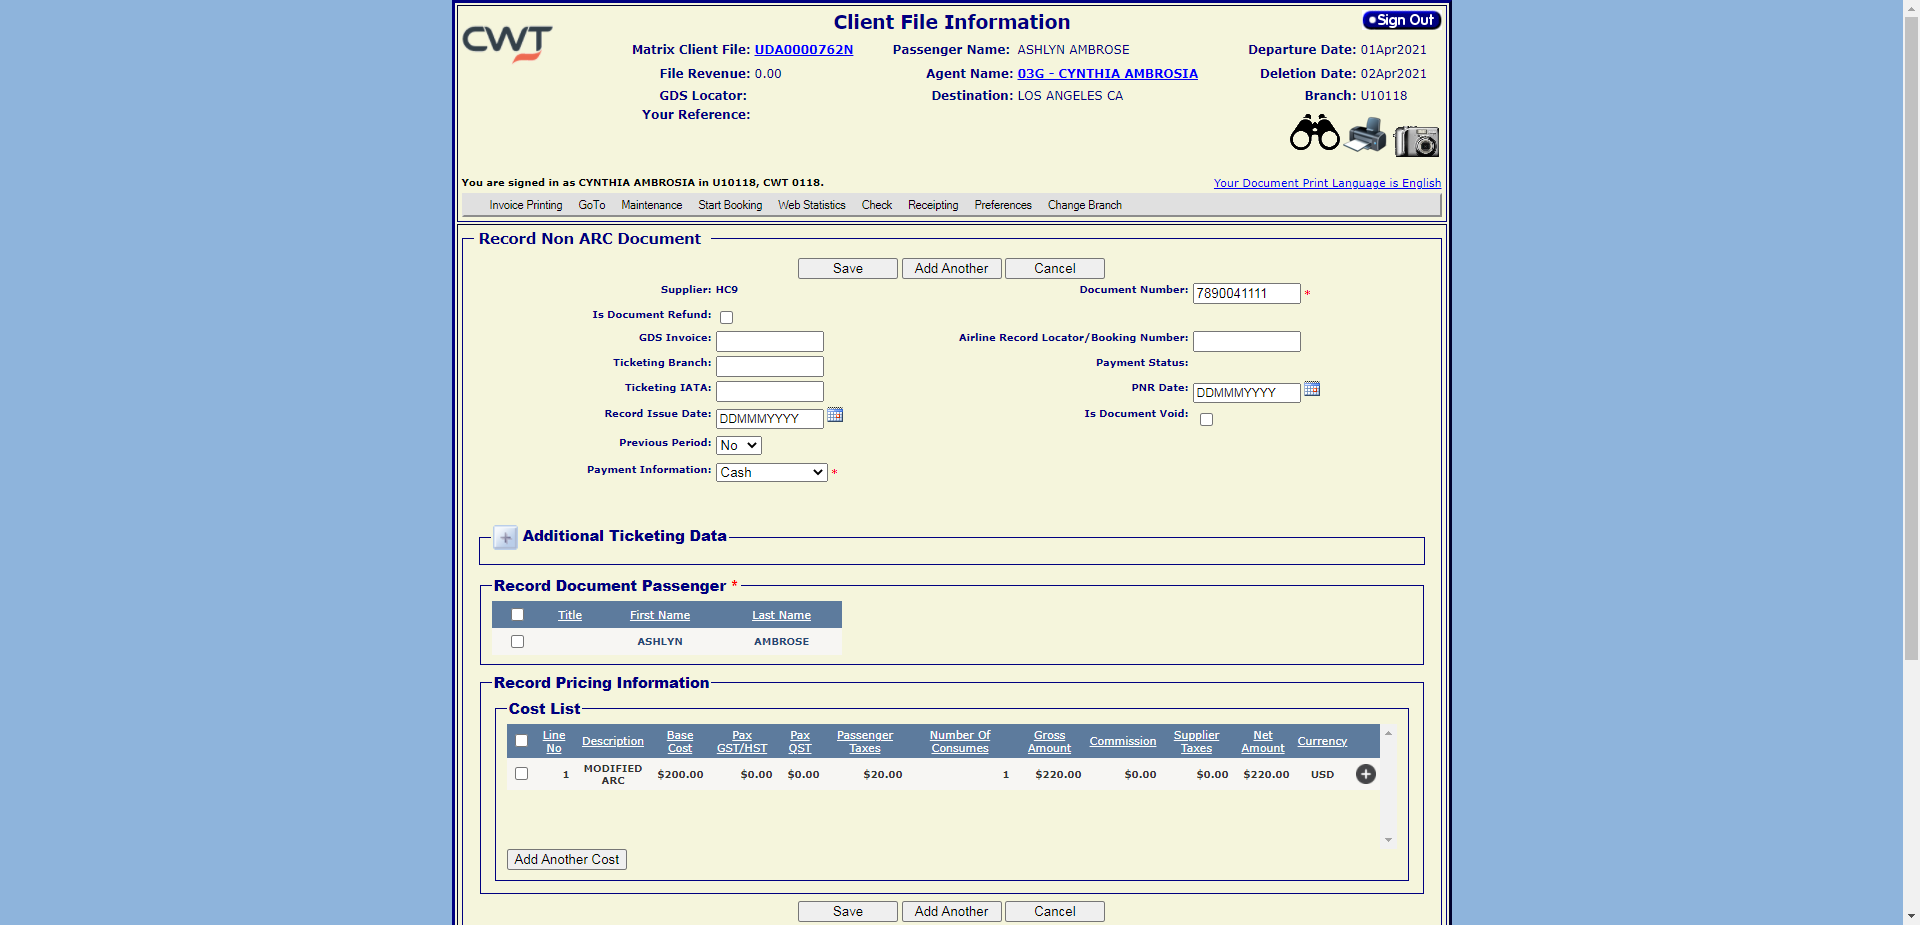 CWT
Client File Information
Sign Out
Matrix Client File: UDA0000762N
Passenger Name: ASHLYN AMBROSE
Departure Date: 01Apr2021
File Revenue: 0.00
Agent Name: 03G - CYNTHIA AMBROSIA
Deletion Date: 02Apr2021
GDS Locator:
Destination: LOS ANGELES CA
Branch: U10118
Your Reference:
You are signed in as CYNTHIA AMBROSIA in U10118, CWT 0118.
Your Document Print Language is English
Invoice Printing GoTo Maintenance Start Booking Web Statistics Check Receipting Preferences Change Branch
Record Non ARC Document
Save Add Another Cancel
Supplier: HC9
Document Number: 7890041111 *
Is Document Refund:
GDS Invoice:
Airline Record Locator/Booking Number:
Ticketing Branch:
Payment Status:
Ticketing IATA:
PNR Date: DDMMMYYYY
Record Issue Date: DDMMMYYYY
Is Document Void:
Previous Period: No
Payment Information: Cash *
Additional Ticketing Data
Record Document Passenger *
Title First Name Last Name
ASHLYN AMBROSE
Record Pricing Information
Cost List
Line No Description Base Cost Pax GST/HST Pax QST Passenger Taxes Number Of Consumes Gross Amount Commission Supplier Taxes Net Amount Currency
1 MODIFIED ARC $200.00 $0.00 $0.00 $20.00 1 $220.00 $0.00 $0.00 $220.00 USD
Add Another Cost
Save Add Another Cancel